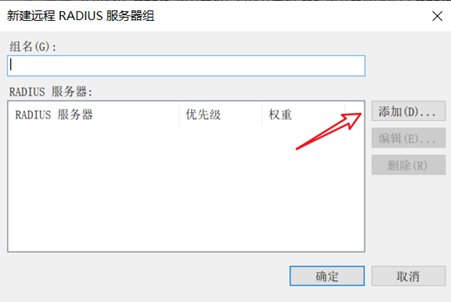 新建远程 RADIUS 服务器组
组名(G):
RADIUS 服务器:
RADIUS 服务器 优先级 权重
添加(D)...
编辑(E)...
删除(R)
确定 取消